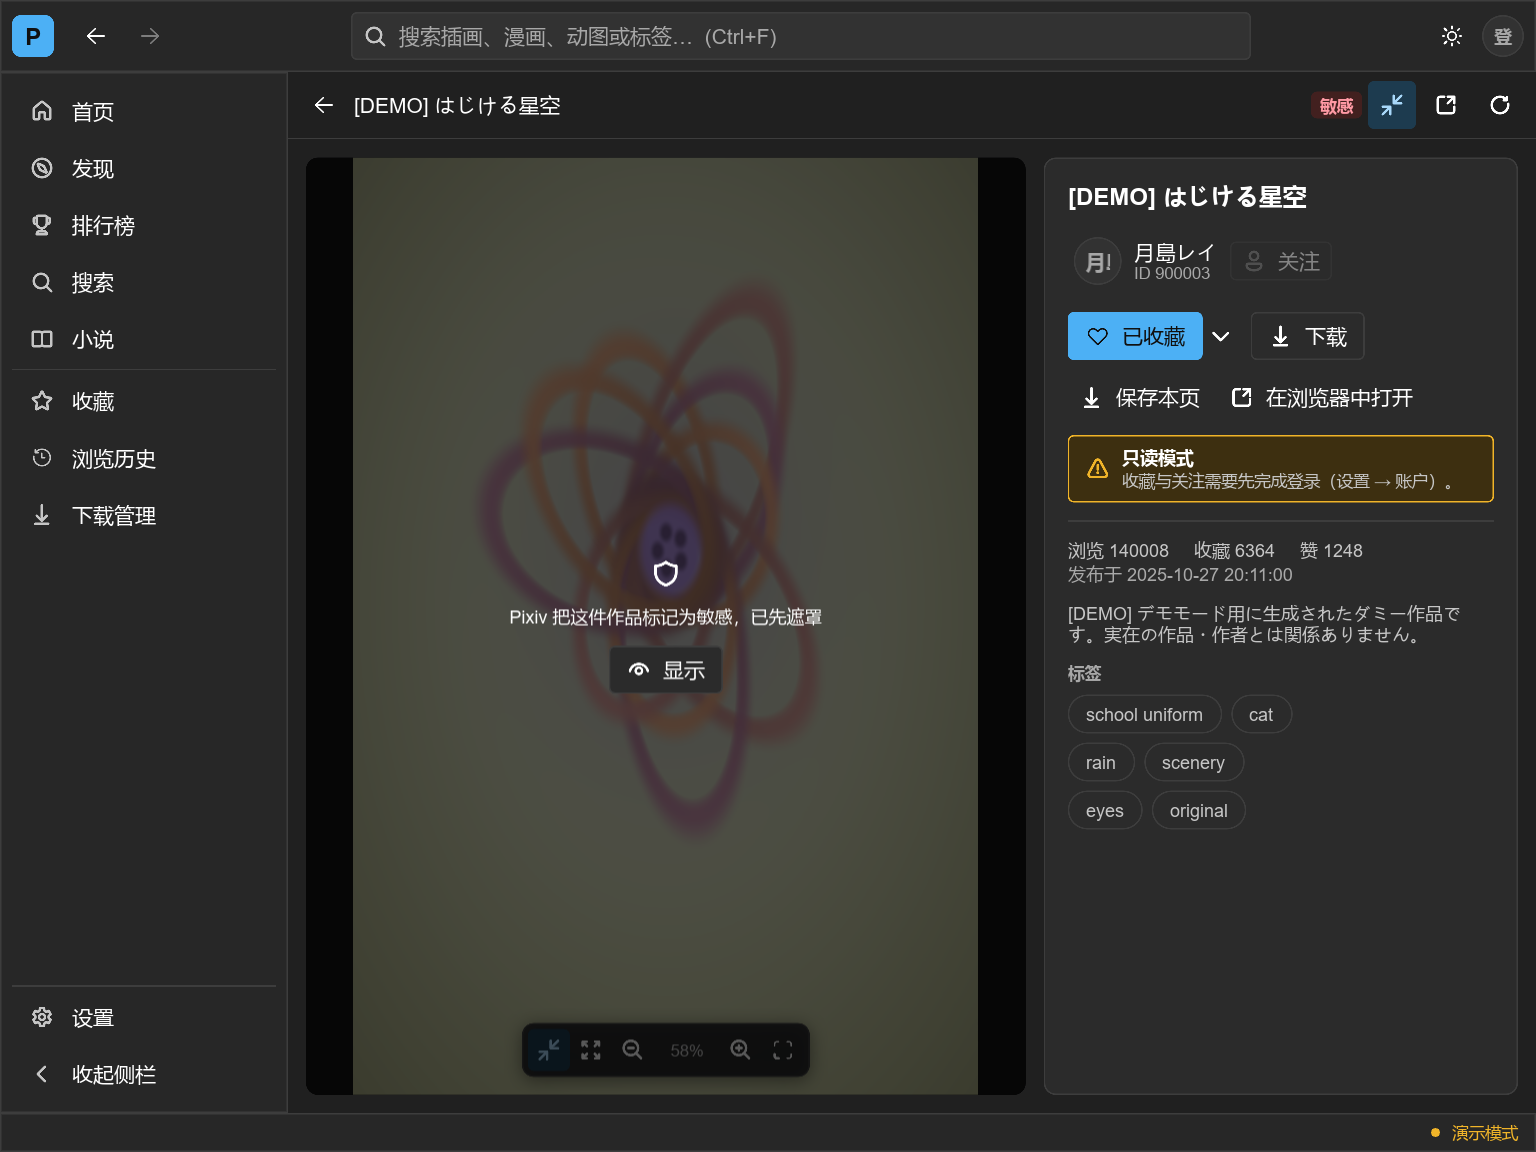 P
搜索插画、漫画、动图或标签… (Ctrl+F)
登
首页
发现
排行榜
搜索
小说
收藏
浏览历史
下载管理
设置
收起侧栏
[DEMO] はじける星空
敏感
Pixiv 把这件作品标记为敏感，已先遮罩
显示
58%
[DEMO] はじける星空
月!
月島レイ
ID 900003
关注
已收藏
下载
保存本页
在浏览器中打开
只读模式
收藏与关注需要先完成登录（设置 → 账户）。
浏览 140008 收藏 6364 赞 1248
发布于 2025-10-27 20:11:00
[DEMO] デモモード用に生成されたダミー作品で
す。実在の作品・作者とは関係ありません。
标签
school uniform
cat
rain
scenery
eyes
original
演示模式